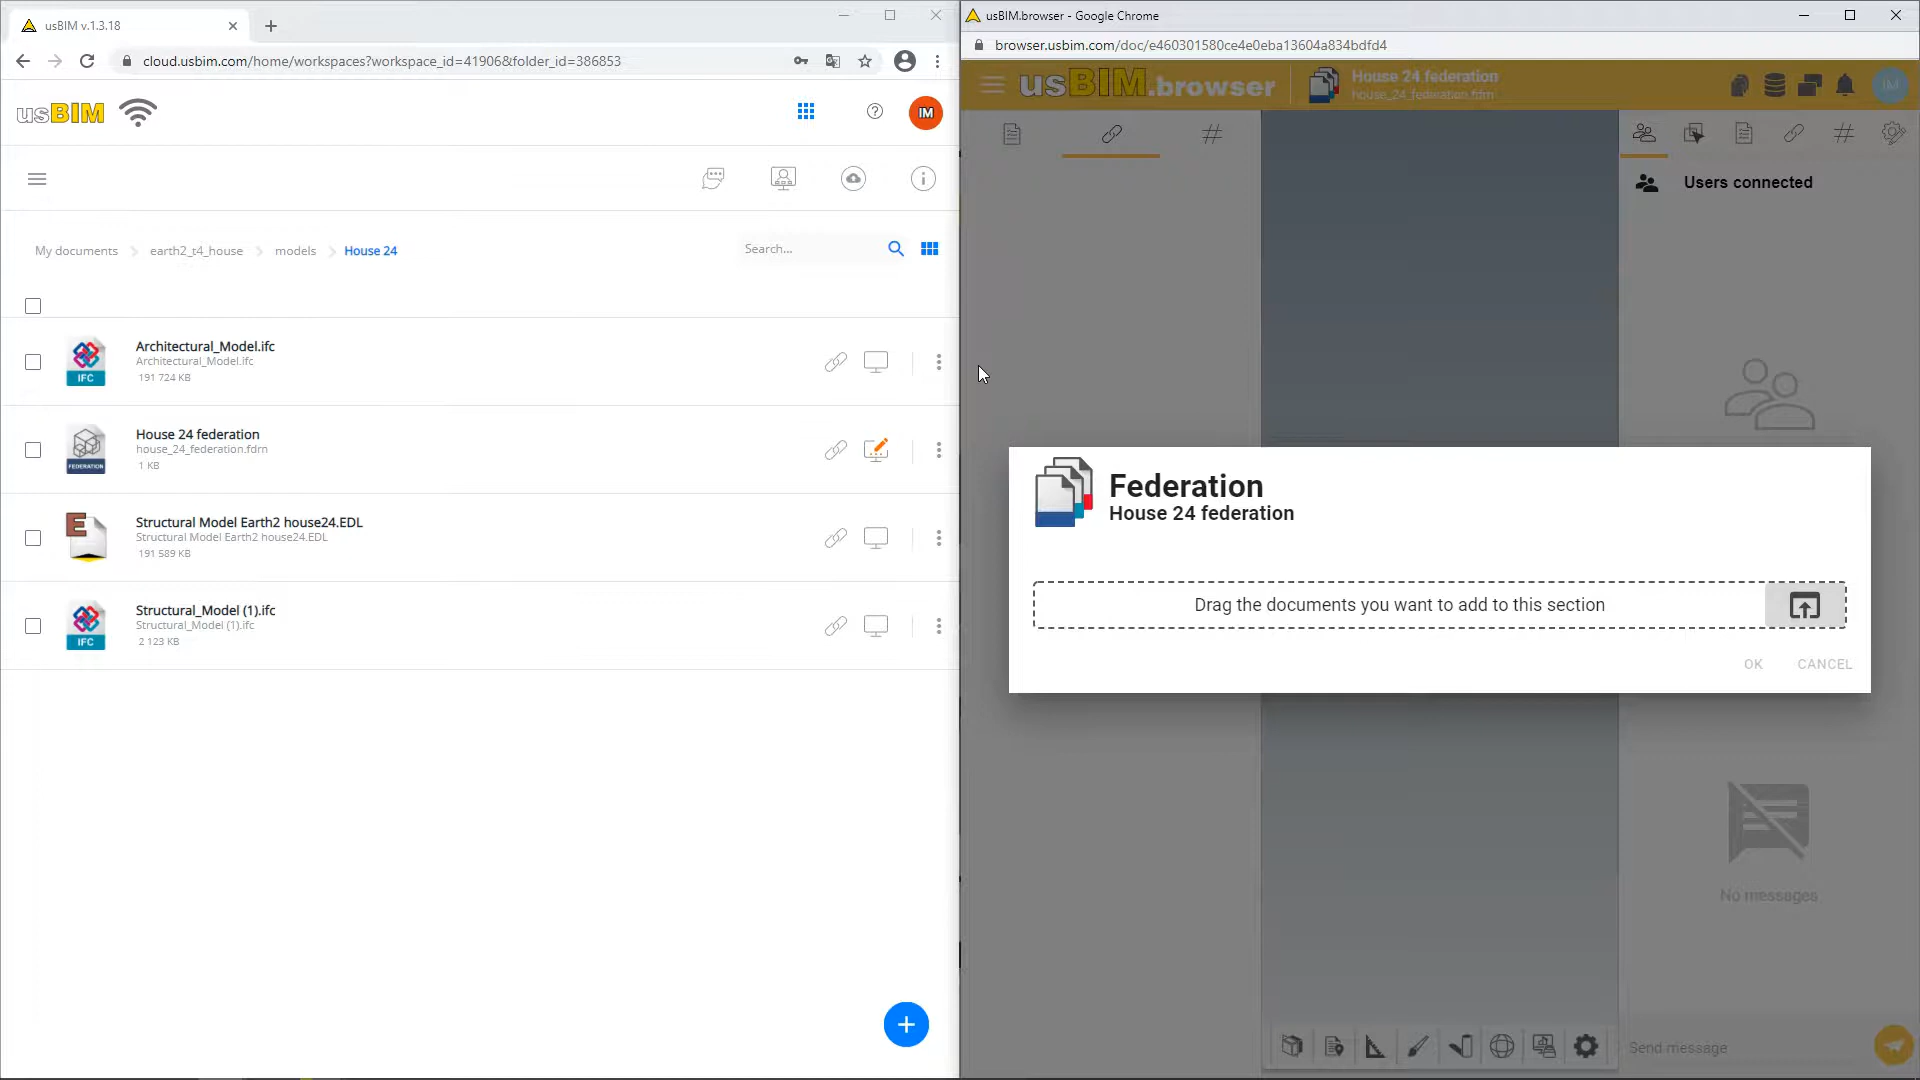 usBIM v.1.3.18
cloud.usbim.com/home/workspaces?workspace_id=41906&folder_id=386853
usBIM
IM
My documents
earth2_t4_house
models
House 24
Search...
IFC
Architectural_Model.ifc
Architectural_Model.ifc
191 724 KB
FEDERATION
House 24 federation
house_24_federation.fdrn
1 KB
E
Structural Model Earth2 house24.EDL
Structural Model Earth2 house24.EDL
191 589 KB
IFC
Structural_Model (1).ifc
Structural_Model (1).ifc
2 123 KB
usBIM.browser - Google Chrome
browser.usbim.com/doc/e460301580ce4e0eba13604a834bdfd4
usBIM.browser
House 24 federation
house_24_federation.fdrn
IM
Users connected
Federation
House 24 federation
Drag the documents you want to add to this section
OK
CANCEL
No messages
Send message